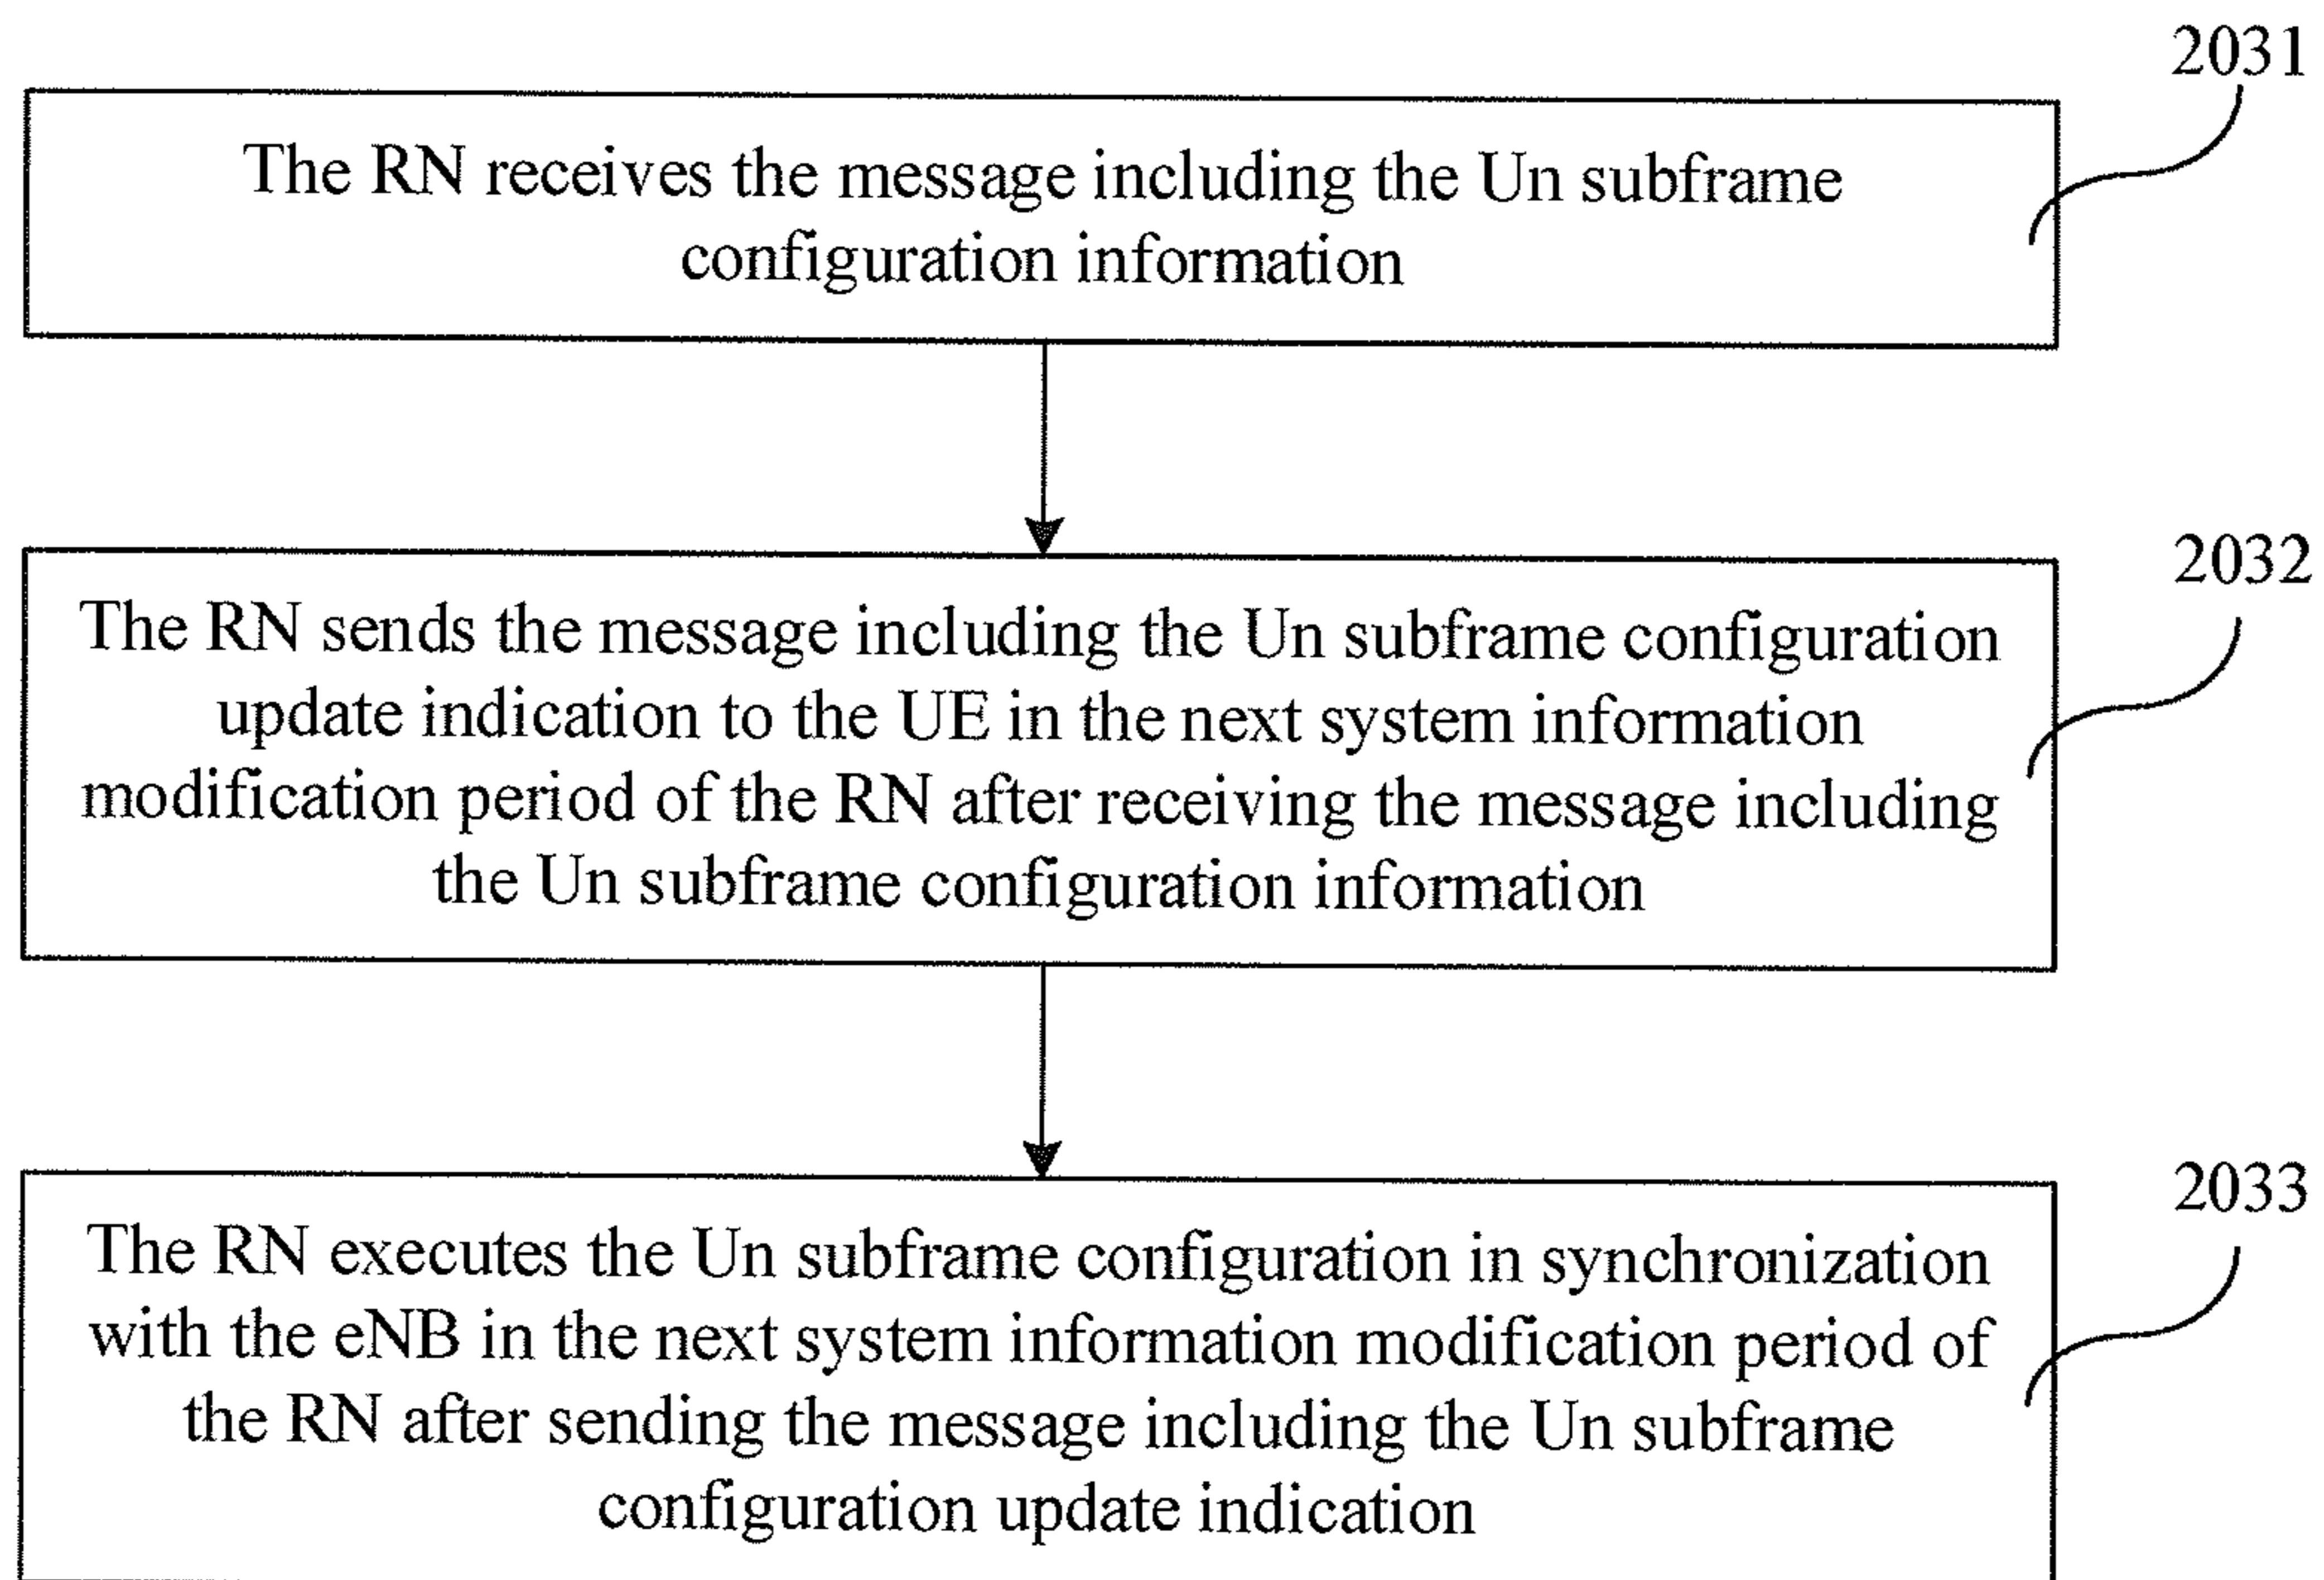 2031
The RN receives the message including the Un subframe
configuration information
2032
The RN sends the message including the Un subframe configuration
update indication to the UE in the next system information
modification period of the RN after receiving the message including
the Un subframe configuration information
2033
The RN executes the Un subframe configuration in synchronization
with the eNB in the next system information modification period of
the RN after sending the message including the Un subframe
configuration update indication